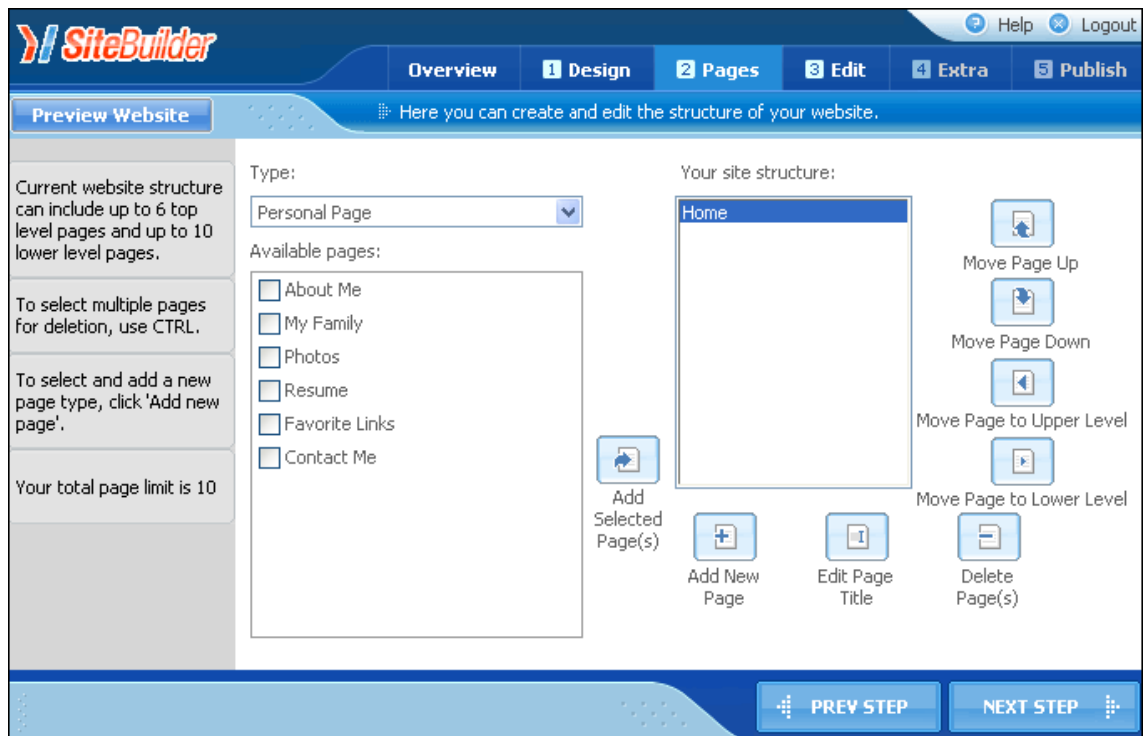 SiteBuilder
Help
Logout
Overview
1 Design
2 Pages
3 Edit
4 Extra
5 Publish
Preview Website
Here you can create and edit the structure of your website.
Current website structure
can include up to 6 top
level pages and up to 10
lower level pages.
To select multiple pages
for deletion, use CTRL.
To select and add a new
page type, click 'Add new
page'.
Your total page limit is 10
Type:
Personal Page
Available pages:
About Me
My Family
Photos
Resume
Favorite Links
Contact Me
Add
Selected
Page(s)
Your site structure:
Home
Move Page Up
Move Page Down
Move Page to Upper Level
Move Page to Lower Level
Add New
Page
Edit Page
Title
Delete
Page(s)
PREV STEP
NEXT STEP